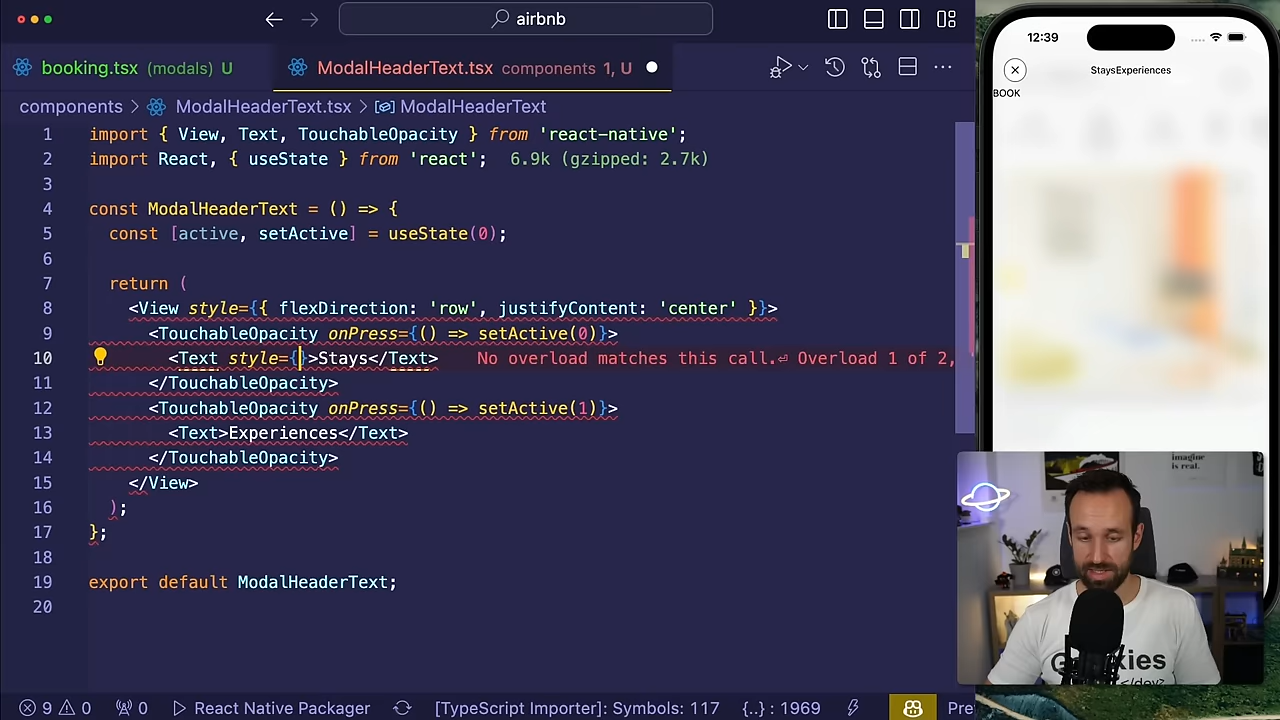 airbnb
booking.tsx (modals) U
ModalHeaderText.tsx components 1, U
components > ModalHeaderText.tsx > ModalHeaderText
1 import { View, Text, TouchableOpacity } from 'react-native';
2 import React, { useState } from 'react'; 6.9k (gzipped: 2.7k)
3
4 const ModalHeaderText = () => {
5 const [active, setActive] = useState(0);
6
7 return (
8 <View style={{ flexDirection: 'row', justifyContent: 'center' }}>
9 <TouchableOpacity onPress={() => setActive(0)}>
10 <Text style={}>Stays</Text> No overload matches this call.⏎ Overload 1 of 2,
11 </TouchableOpacity>
12 <TouchableOpacity onPress={() => setActive(1)}>
13 <Text>Experiences</Text>
14 </TouchableOpacity>
15 </View>
16 );
17 };
18
19 export default ModalHeaderText;
20
9 0 0 React Native Packager [TypeScript Importer]: Symbols: 117 {..} : 1969 Pre
12:39
StaysExperiences
BOOK
imagine
is real.